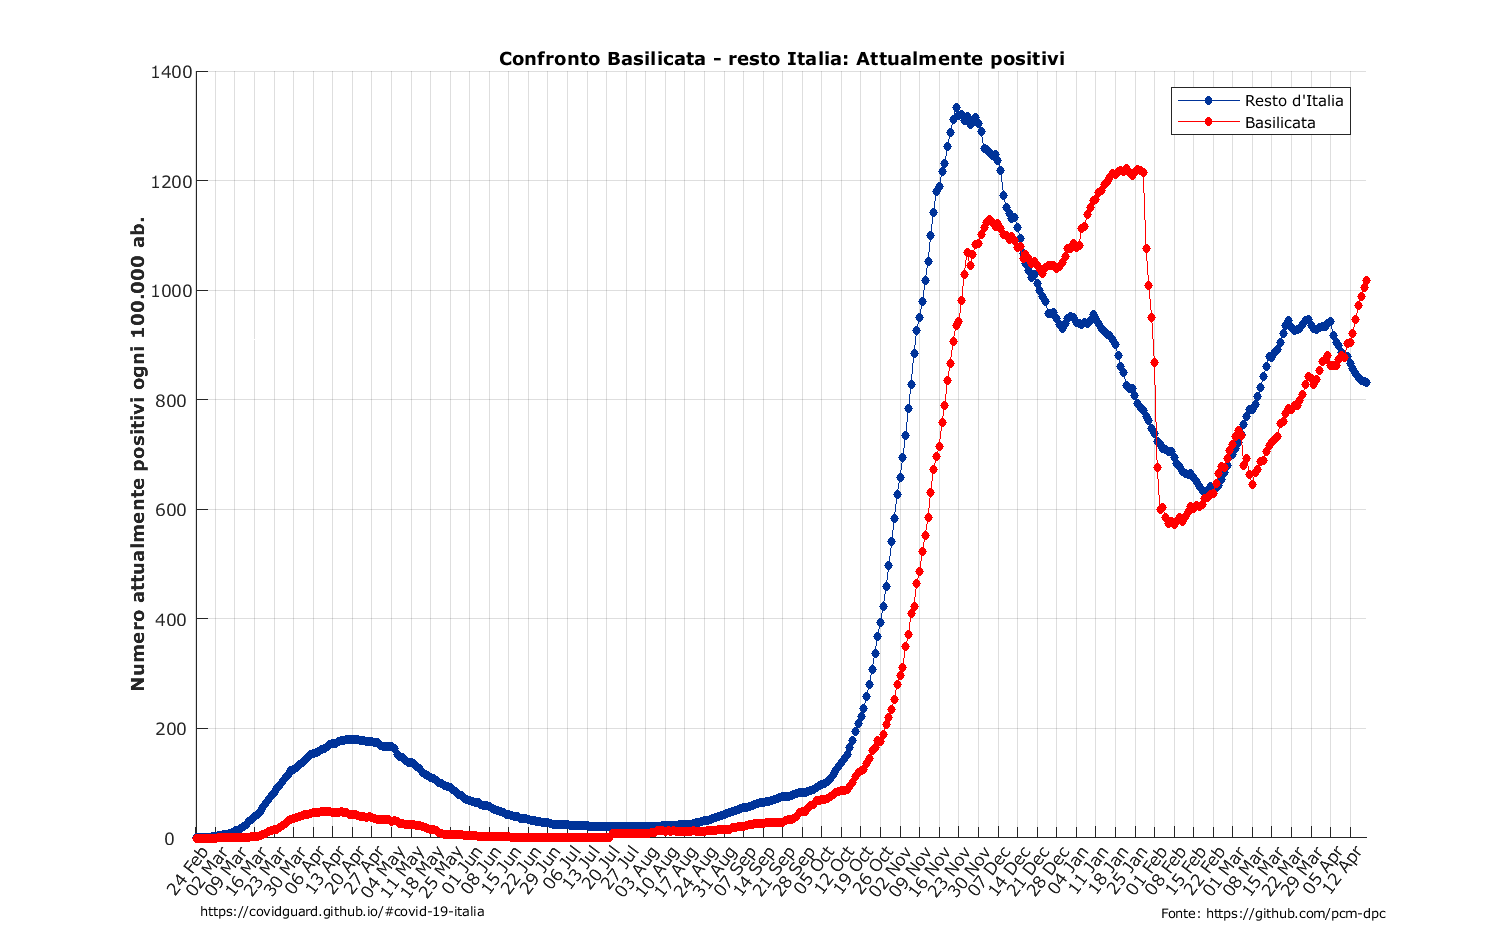 Confronto Basilicata - resto Italia: Attualmente positivi
Numero attualmente positivi ogni 100.000 ab.
1400
1200
1000
800
600
400
200
0
Resto d'Italia
Basilicata
24 Feb
02 Mar
09 Mar
16 Mar
23 Mar
30 Mar
06 Apr
13 Apr
20 Apr
27 Apr
04 May
11 May
18 May
25 May
01 Jun
08 Jun
15 Jun
22 Jun
29 Jun
06 Jul
13 Jul
20 Jul
27 Jul
03 Aug
10 Aug
17 Aug
24 Aug
31 Aug
07 Sep
14 Sep
21 Sep
28 Sep
05 Oct
12 Oct
19 Oct
26 Oct
02 Nov
09 Nov
16 Nov
23 Nov
30 Nov
07 Dec
14 Dec
21 Dec
28 Dec
04 Jan
11 Jan
18 Jan
25 Jan
01 Feb
08 Feb
15 Feb
22 Feb
01 Mar
08 Mar
15 Mar
22 Mar
29 Mar
05 Apr
12 Apr
https://covidguard.github.io/#covid-19-italia
Fonte: https://github.com/pcm-dpc